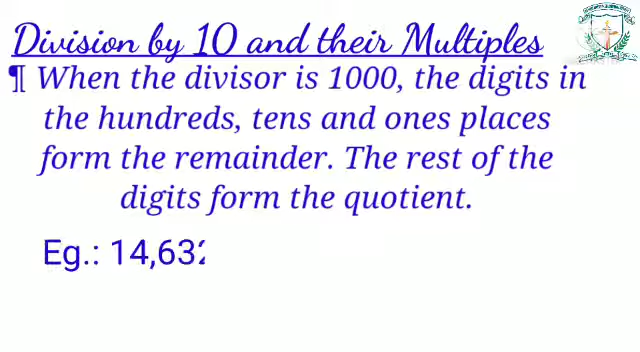 Division by 10 and their Multiples
¶ When the divisor is 1000, the digits in
the hundreds, tens and ones places
form the remainder. The rest of the
digits form the quotient.
Eg.: 14,632